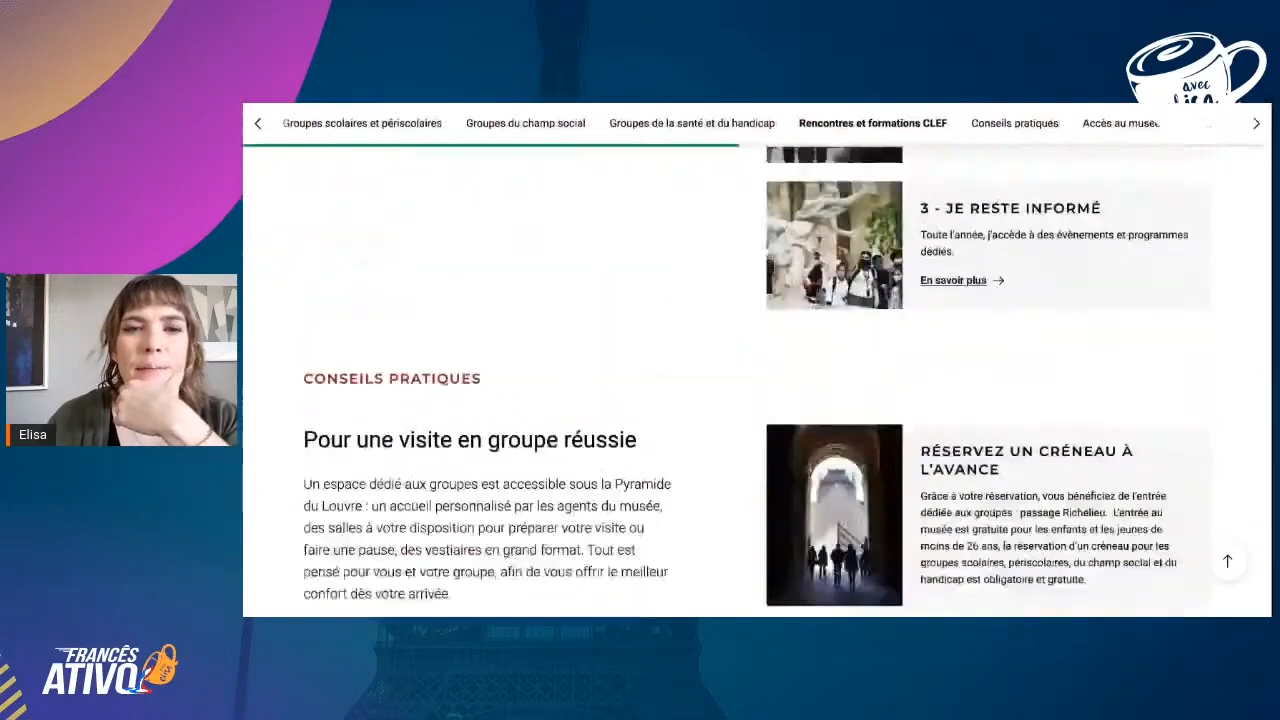 avec
Groupes scolaires et périscolaires Groupes du champ social Groupes de la santé et du handicap Rencontres et formations CLEF Conseils pratiques Accès au musée
3 - JE RESTE INFORMÉ
Toute l'année, j'accède à des évènements et programmes
dédiés.
En savoir plus
CONSEILS PRATIQUES
Pour une visite en groupe réussie
Un espace dédié aux groupes est accessible sous la Pyramide
du Louvre : un accueil personnalisé par les agents du musée,
des salles à votre disposition pour préparer votre visite ou
faire une pause, des vestiaires en grand format. Tout est
pensé pour vous et votre groupe, afin de vous offrir le meilleur
confort dès votre arrivée.
RÉSERVEZ UN CRÉNEAU À
L'AVANCE
Grâce à votre réservation, vous bénéficiez de l'entrée
dédiée aux groupes : passage Richelieu. L'entrée au
musée est gratuite pour les enfants et les jeunes de
moins de 26 ans, la réservation d'un créneau pour les
groupes scolaires, périscolaires, du champ social et du
handicap est obligatoire et gratuite.
Elisa
FRANCÊS
ATIVO
elisa